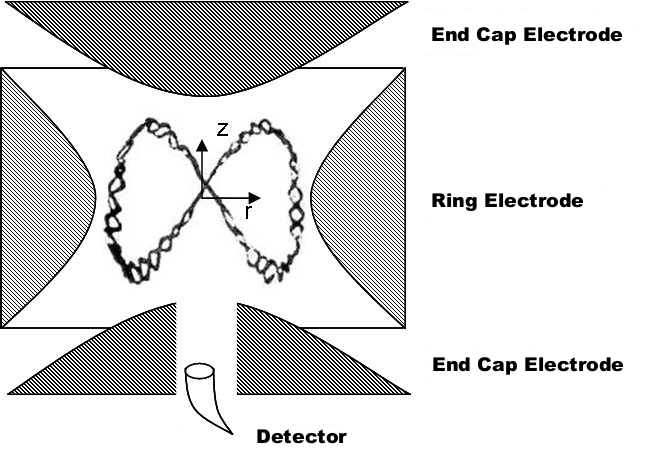 End Cap Electrode
z
Ring Electrode
r
End Cap Electrode
Detector